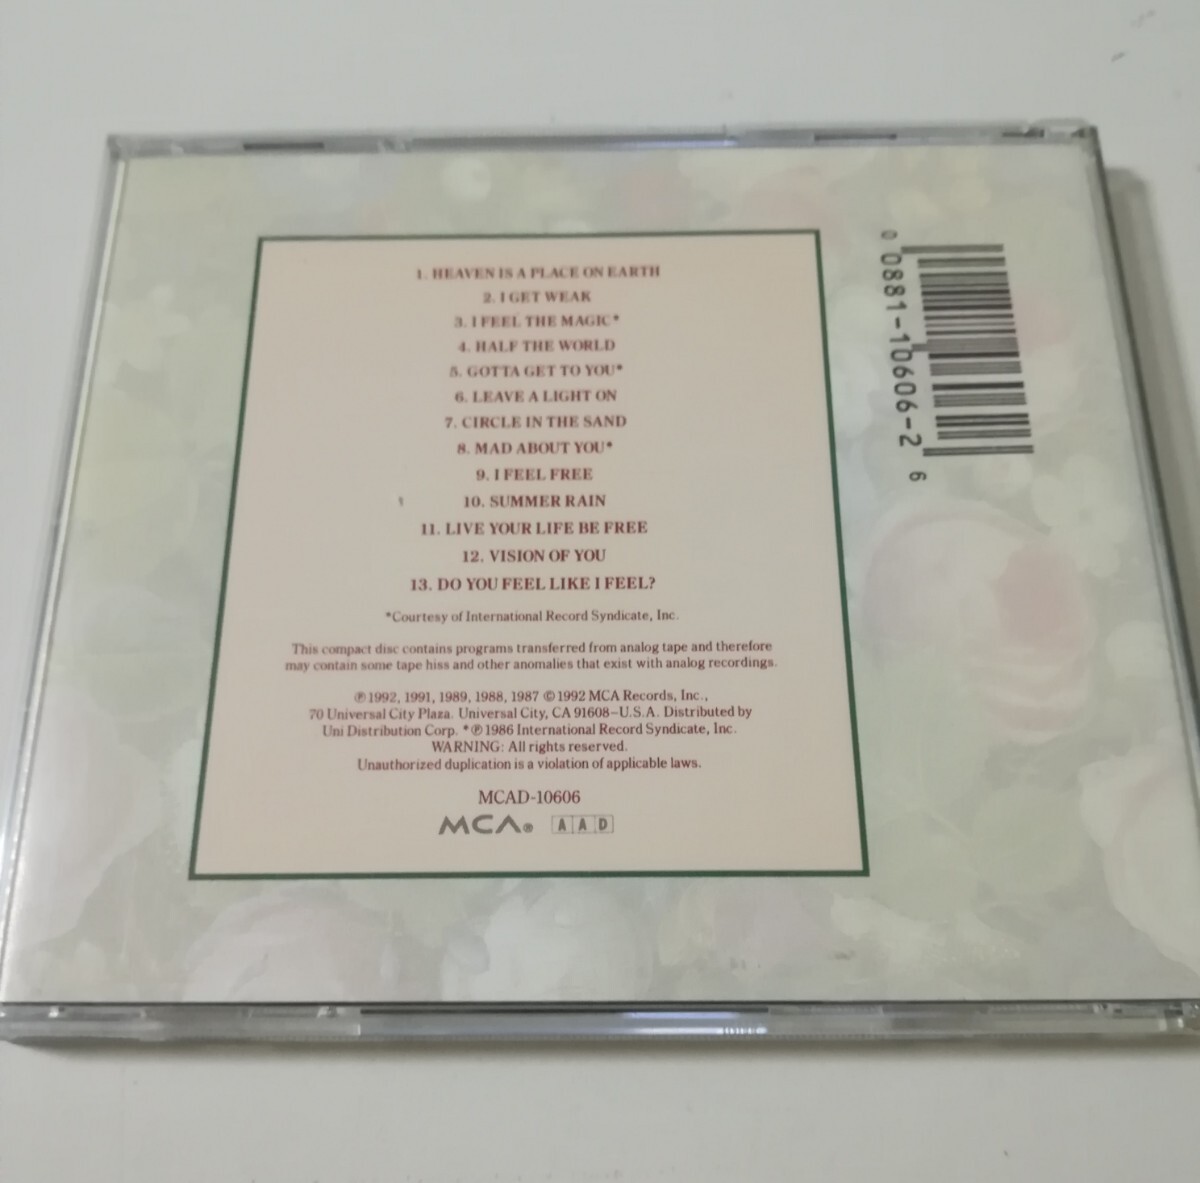 1. HEAVEN IS A PLACE ON EARTH
2. I GET WEAK
3. I FEEL THE MAGIC*
4. HALF THE WORLD
5. GOTTA GET TO YOU*
6. LEAVE A LIGHT ON
7. CIRCLE IN THE SAND
8. MAD ABOUT YOU*
9. I FEEL FREE
10. SUMMER RAIN
11. LIVE YOUR LIFE BE FREE
12. VISION OF YOU
13. DO YOU FEEL LIKE I FEEL?
*Courtesy of International Record Syndicate, Inc.
This compact disc contains programs transferred from analog tape and therefore
may contain some tape hiss and other anomalies that exist with analog recordings.
℗ 1992, 1991, 1989, 1988, 1987 © 1992 MCA Records, Inc.,
70 Universal City Plaza. Universal City, CA 91608–U.S.A. Distributed by
Uni Distribution Corp. *℗ 1986 International Record Syndicate, Inc.
WARNING: All rights reserved.
Unauthorized duplication is a violation of applicable laws.
MCAD-10606
MCA® AAD
0 0881-10606-2 6